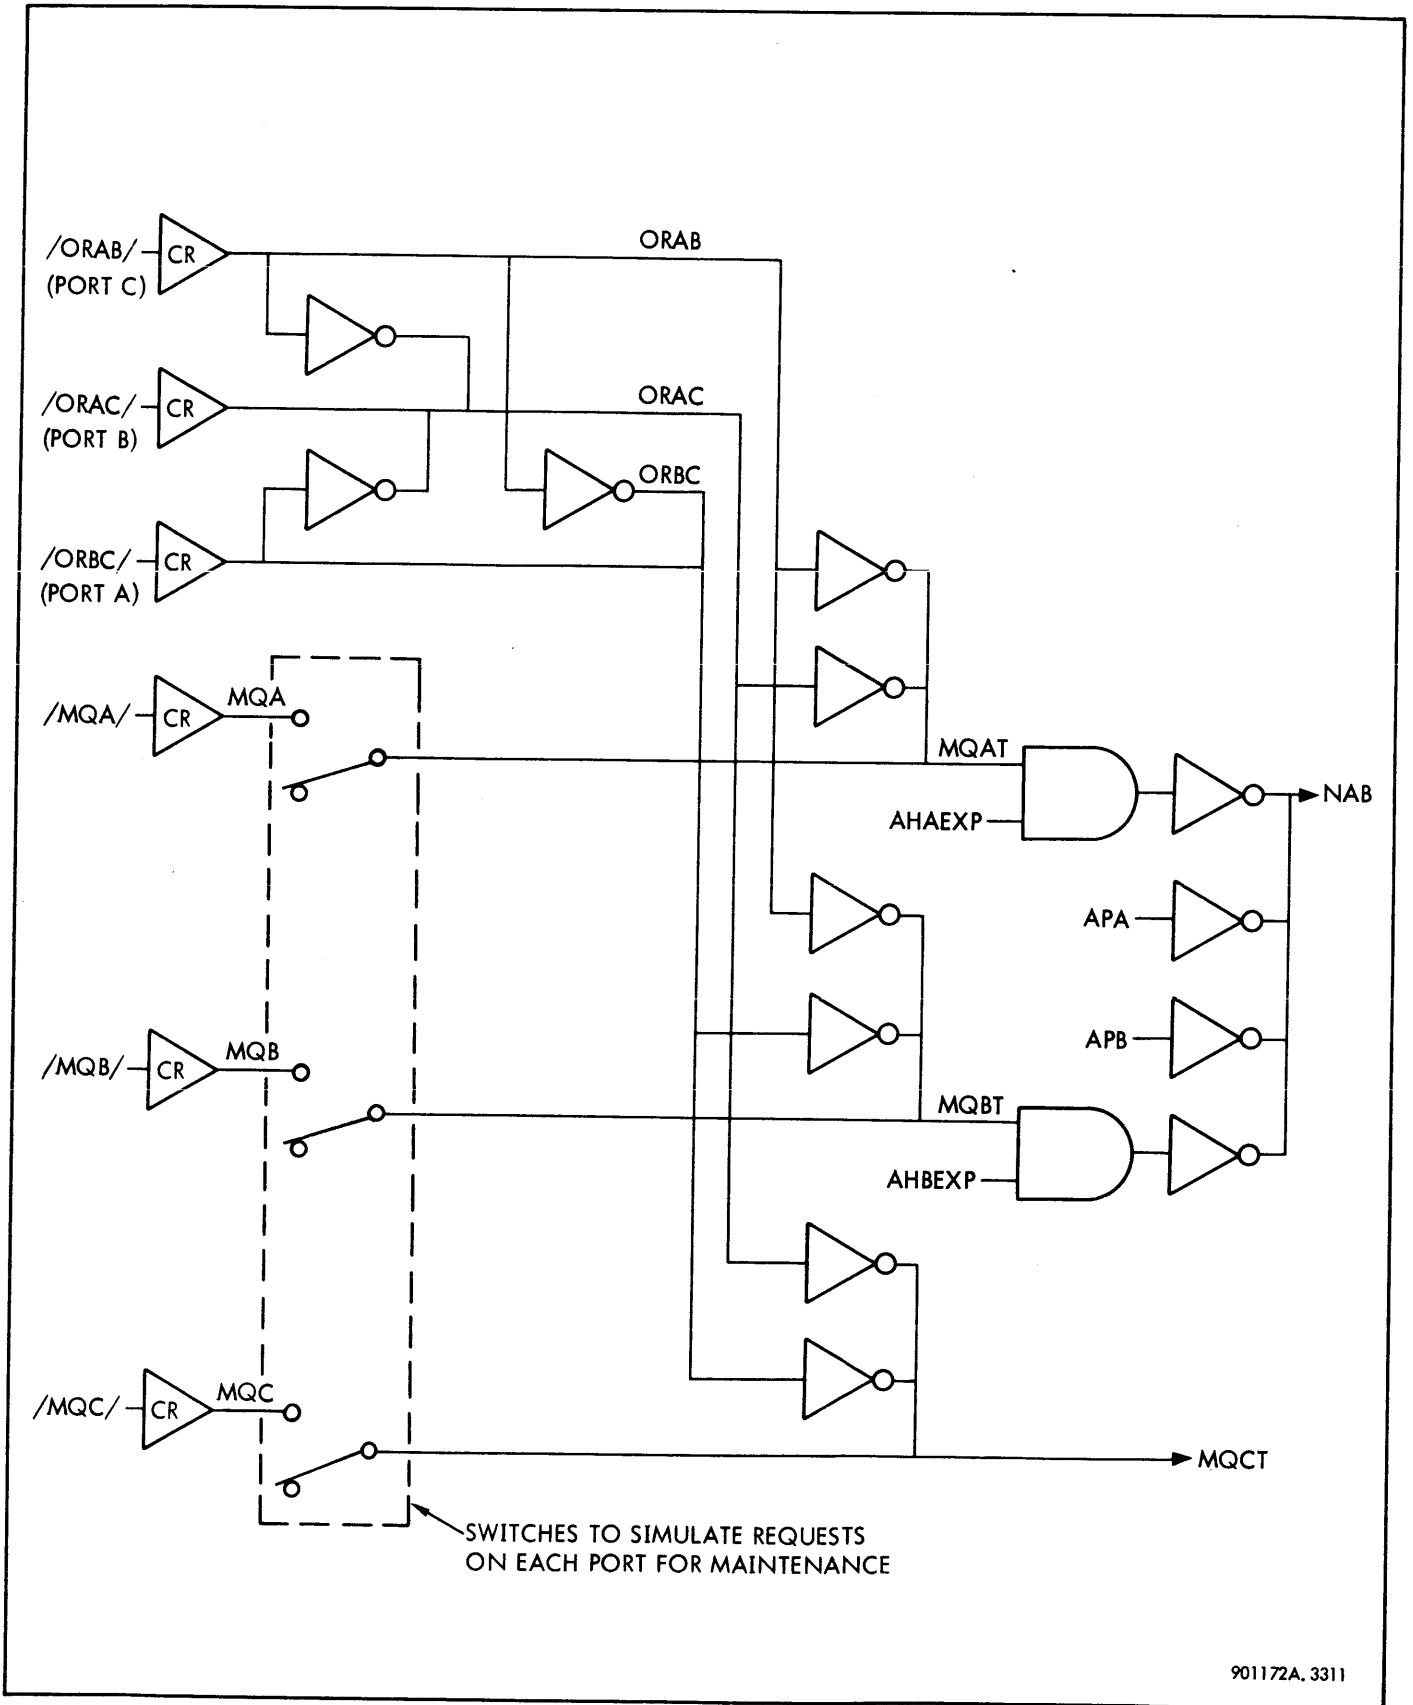 /ORAB/
CR
ORAB
(PORT C)
/ORAC/
CR
ORAC
(PORT B)
ORBC
/ORBC/
CR
(PORT A)
/MQA/
CR
MQA
MQAT
NAB
AHAEXP
APA
APB
/MQB/
CR
MQB
MQBT
AHBEXP
/MQC/
CR
MQC
MQCT
SWITCHES TO SIMULATE REQUESTS
ON EACH PORT FOR MAINTENANCE
901172A. 3311